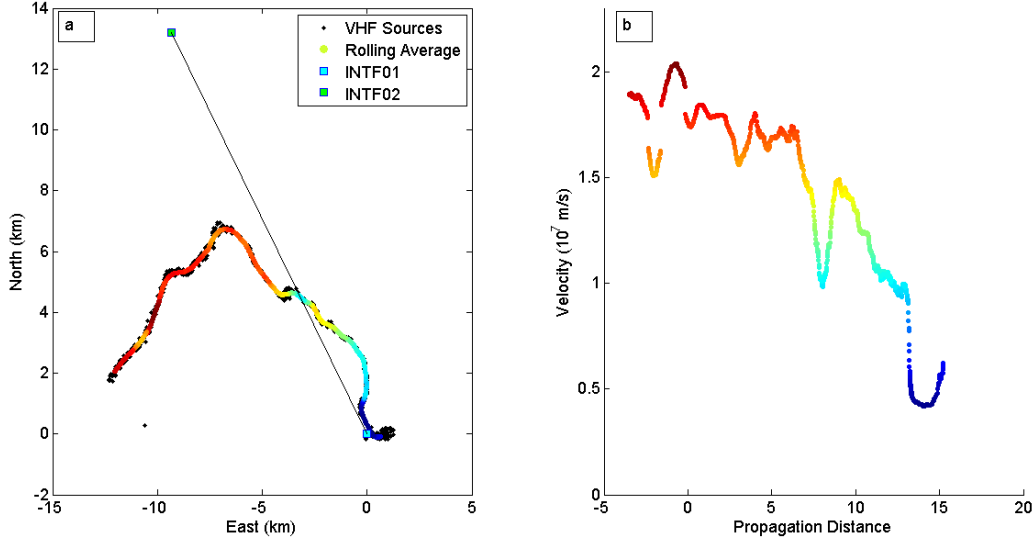 a
VHF Sources
Rolling Average
INTF01
INTF02
14
12
10
8
6
4
2
0
-2
North (km)
-15
-10
-5
0
5
East (km)
b
2
1.5
1
0.5
0
Velocity (10^7 m/s)
-5
0
5
10
15
20
Propagation Distance